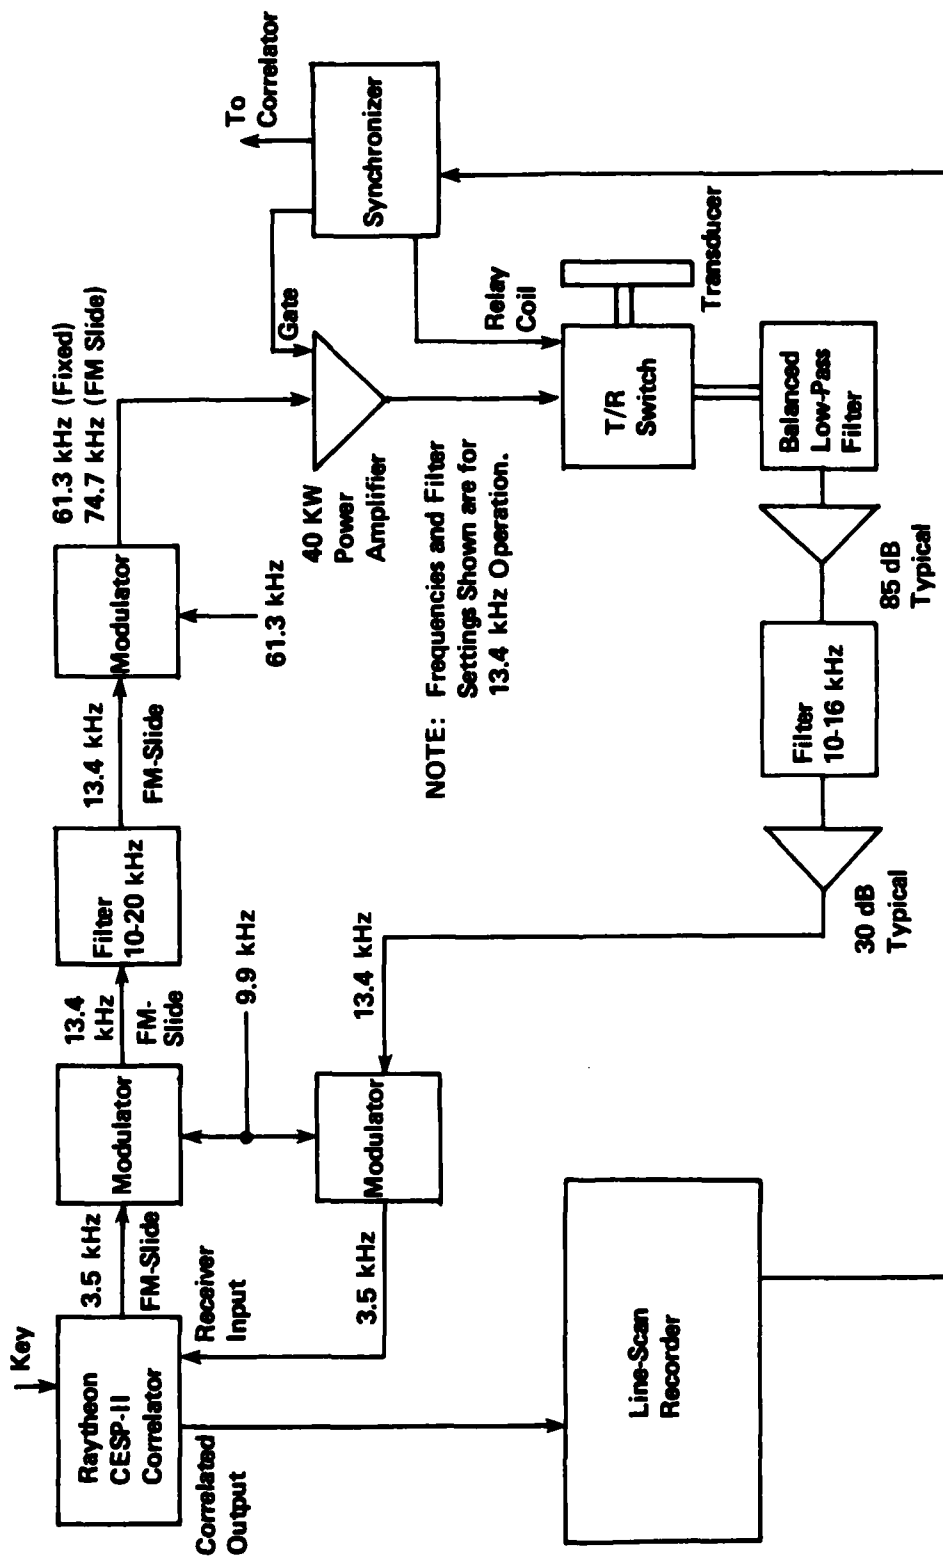 Key
Raytheon
CESP-II
Correlator
3.5 kHz
FM-Slide
Modulator
13.4
kHz
FM-
Slide
Filter
10-20 kHz
13.4 kHz
FM-Slide
Modulator
61.3 kHz (Fixed)
74.7 kHz (FM Slide)
61.3 kHz
Gate
40 KW
Power
Amplifier
To
Correlator
Synchronizer
Relay
Coil
T/R
Switch
Transducer
Balanced
Low-Pass
Filter
85 dB
Typical
Filter
10-16 kHz
30 dB
Typical
13.4 kHz
9.9 kHz
Modulator
3.5 kHz
Receiver
Input
Correlated
Output
Line-Scan
Recorder
NOTE: Frequencies and Filter
Settings Shown are for
13.4 kHz Operation.